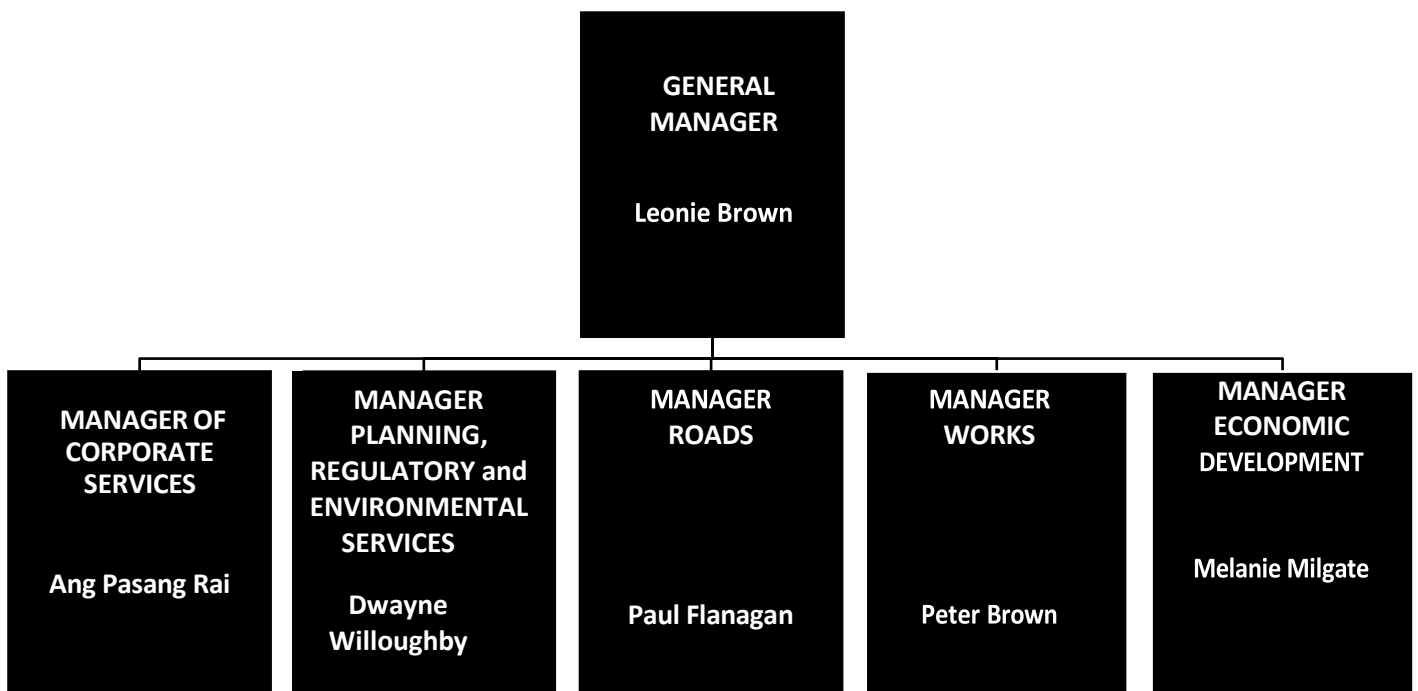 GENERAL
MANAGER
Leonie Brown
MANAGER OF
CORPORATE
SERVICES
Ang Pasang Rai
MANAGER
PLANNING,
REGULATORY and
ENVIRONMENTAL
SERVICES
Dwayne
Willoughby
MANAGER
ROADS
Paul Flanagan
MANAGER
WORKS
Peter Brown
MANAGER
ECONOMIC
DEVELOPMENT
Melanie Milgate